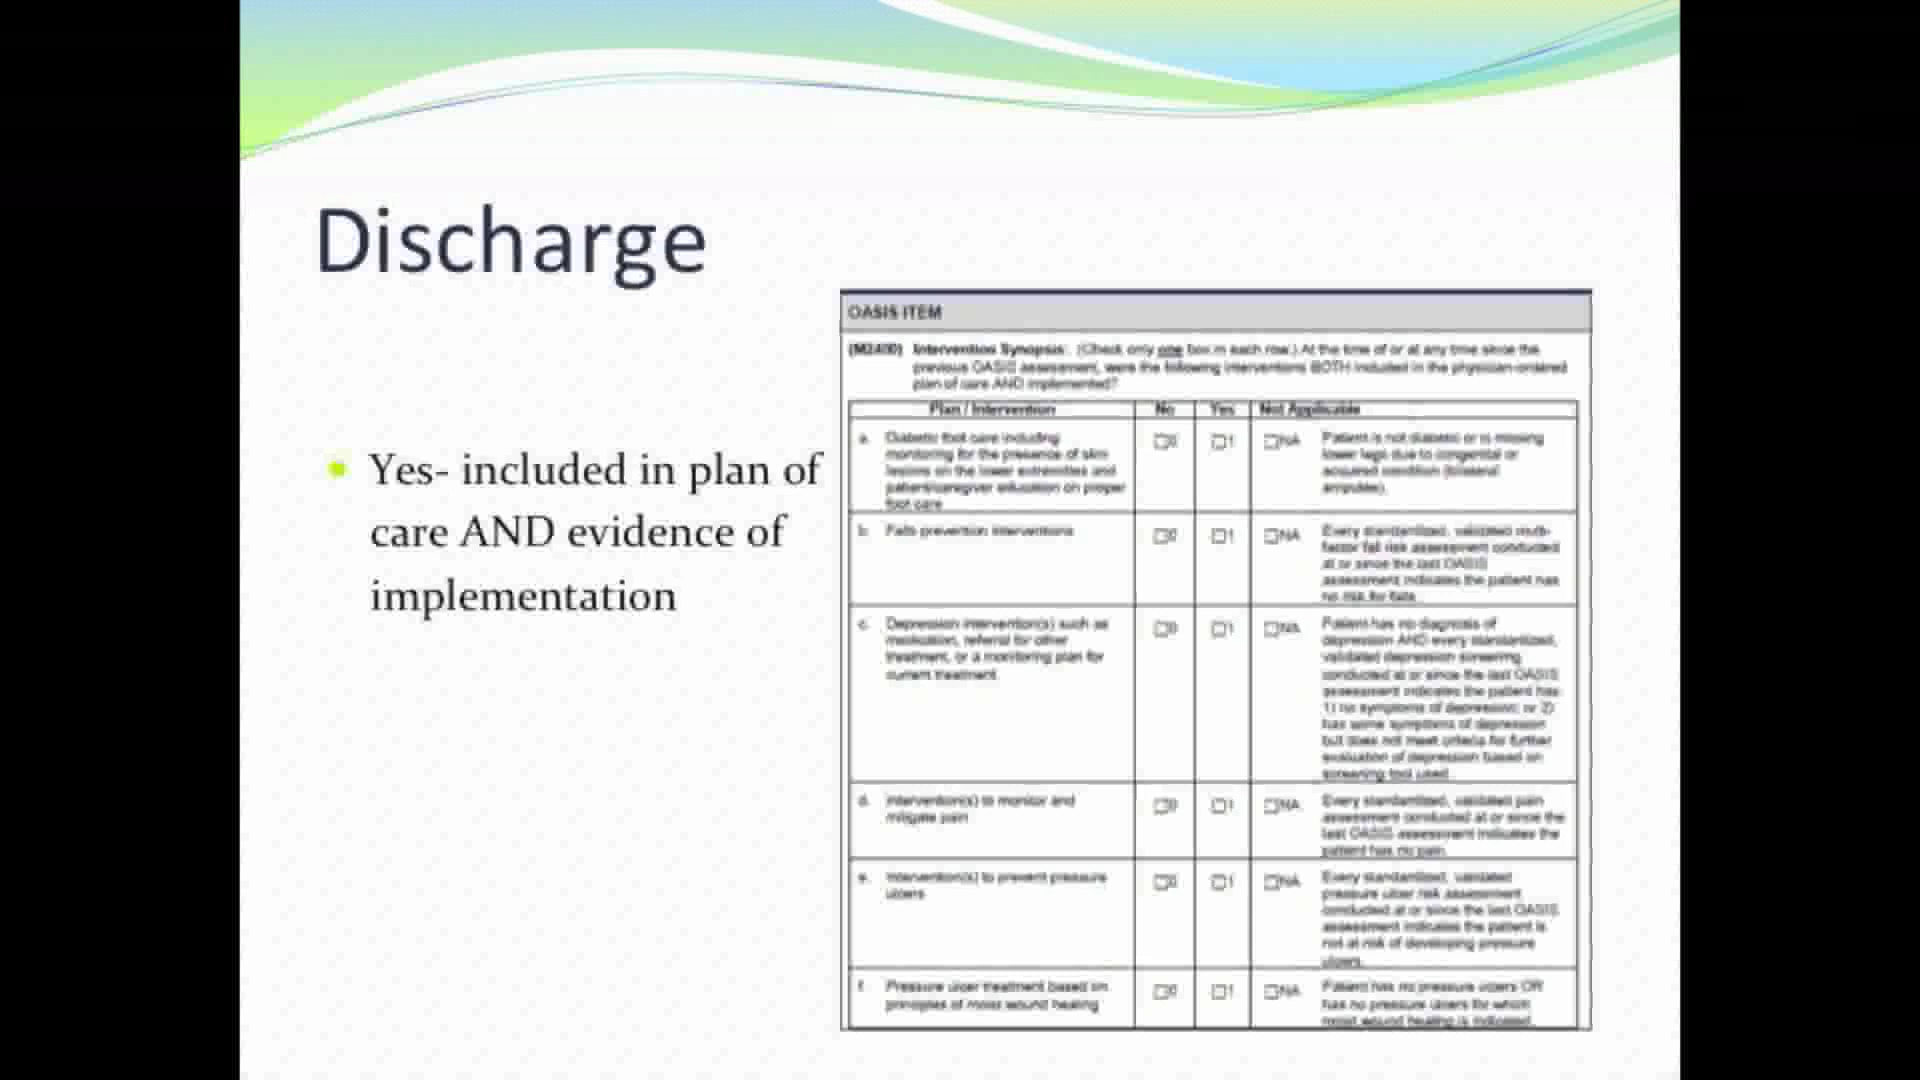 Discharge
Yes- included in plan of
care AND evidence of
implementation
OASIS ITEM
(M2400) Intervention Synopsis: (Check only one box in each row.) At the time of or at any time since the
previous OASIS assessment, were the following interventions BOTH included in the physician-ordered
plan of care AND implemented?
Plan / Intervention No Yes Not Applicable
a. Diabetic foot care including
monitoring for the presence of skin
lesions on the lower extremities and
patient/caregiver education on proper
foot care
□0 □1 □NA
Patient is not diabetic or is missing
lower legs due to congenital or
acquired condition (bilateral
amputee).
b. Falls prevention interventions
□0 □1 □NA
Every standardized, validated multi-
factor fall risk assessment conducted
at or since the last OASIS
assessment indicates the patient has
no risk for falls.
c. Depression intervention(s) such as
medication, referral for other
treatment, or a monitoring plan for
current treatment
□0 □1 □NA
Patient has no diagnosis of
depression AND every standardized,
validated depression screening
conducted at or since the last OASIS
assessment indicates the patient has:
1) no symptoms of depression; or 2)
has some symptoms of depression
but does not meet criteria for further
evaluation of depression based on
screening tool used.
d. Intervention(s) to monitor and
mitigate pain
□0 □1 □NA
Every standardized, validated pain
assessment conducted at or since the
last OASIS assessment indicates the
patient has no pain.
e. Intervention(s) to prevent pressure
ulcers
□0 □1 □NA
Every standardized, validated
pressure ulcer risk assessment
conducted at or since the last OASIS
assessment indicates the patient is
not at risk of developing pressure
ulcers.
f. Pressure ulcer treatment based on
principles of moist wound healing
□0 □1 □NA
Patient has no pressure ulcers OR
has no pressure ulcers for which
moist wound healing is indicated.